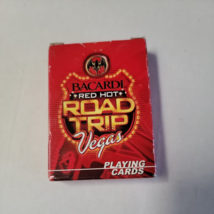 BACARDI
RED HOT
ROAD
TRIP
Vegas
PLAYING
CARDS